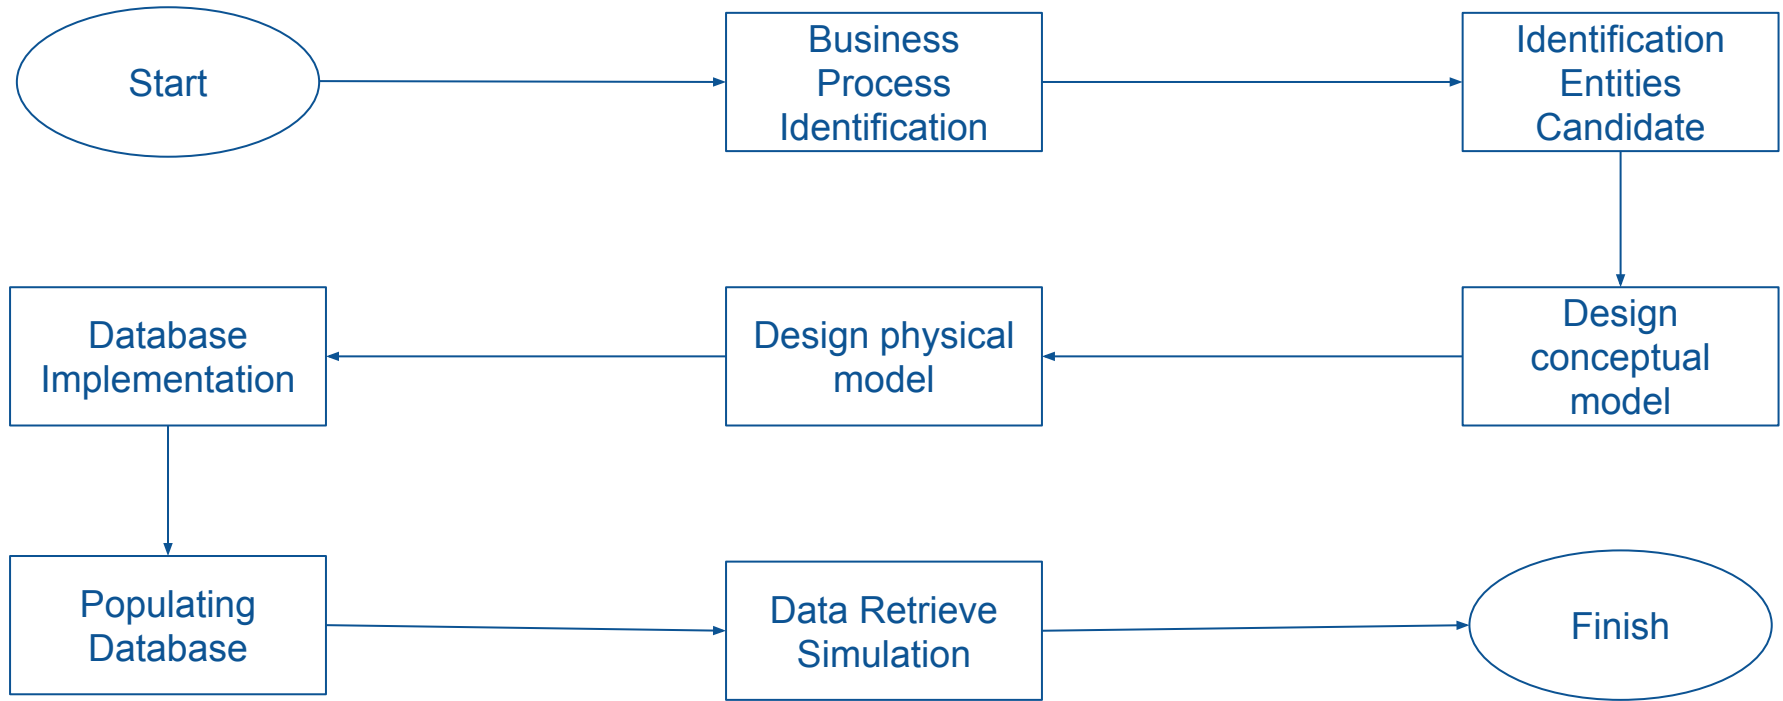 Start
Business
Process
Identification
Identification
Entities
Candidate
Design
conceptual
model
Design physical
model
Database
Implementation
Populating
Database
Data Retrieve
Simulation
Finish